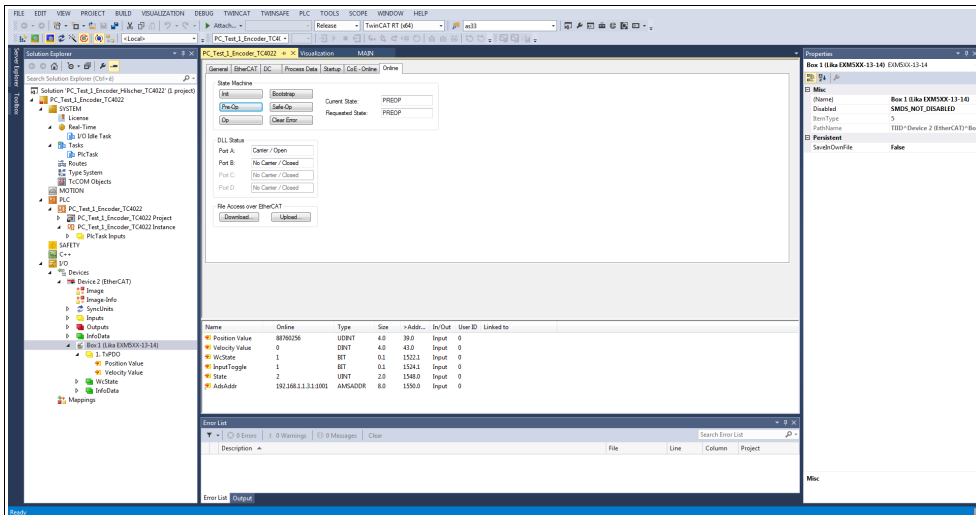 FILE EDIT VIEW PROJECT BUILD VISUALIZATION DEBUG TWINCAT TWINSAFE PLC TOOLS SCOPE WINDOW HELP
Attach... Release TwinCAT RT (x64) as33
<Local> PC_Test_1_Encoder_TC4(
Server Explorer
Toolbox
Solution Explorer
Search Solution Explorer (Ctrl+è)
Solution 'PC_Test_1_Encoder_Hilscher_TC4022' (1 project)
PC_Test_1_Encoder_TC4022
SYSTEM
License
Real-Time
I/O Idle Task
Tasks
PlcTask
Routes
Type System
TcCOM Objects
MOTION
PLC
PC_Test_1_Encoder_TC4022
PC_Test_1_Encoder_TC4022 Project
PC_Test_1_Encoder_TC4022 Instance
PlcTask Inputs
SAFETY
C++
I/O
Devices
Device 2 (EtherCAT)
Image
Image-Info
SyncUnits
Inputs
Outputs
InfoData
Box 1 (Lika EXM5XX-13-14)
1. TxPDO
Position Value
Velocity Value
WcState
InfoData
Mappings
PC_Test_1_Encoder_TC4022 Visualization MAIN
General EtherCAT DC Process Data Startup CoE - Online Online
State Machine
Init Bootstrap
Pre-Op Safe-Op
Op Clear Error
Current State: PREOP
Requested State: PREOP
DLL Status
Port A: Carrier / Open
Port B: No Carrier / Closed
Port C: No Carrier / Closed
Port D: No Carrier / Closed
File Access over EtherCAT
Download... Upload...
Name Online Type Size >Addr... In/Out User ID Linked to
Position Value 88760256 UDINT 4.0 39.0 Input 0
Velocity Value 0 DINT 4.0 43.0 Input 0
WcState 1 BIT 0.1 1522.1 Input 0
InputToggle 1 BIT 0.1 1524.1 Input 0
State 2 UINT 2.0 1548.0 Input 0
AdsAddr 192.168.1.1.3.1:1001 AMSADDR 8.0 1550.0 Input 0
Error List
0 Errors 0 Warnings 0 Messages Clear Search Error List
Description File Line Column Project
Error List Output
Properties
Box 1 (Lika EXM5XX-13-14) EXM5XX-13-14
Misc
(Name) Box 1 (Lika EXM5XX-13-14)
Disabled SMDS_NOT_DISABLED
ItemType 5
PathName TIID^Device 2 (EtherCAT)^Bo
Persistent
SaveInOwnFile False
Misc
Ready